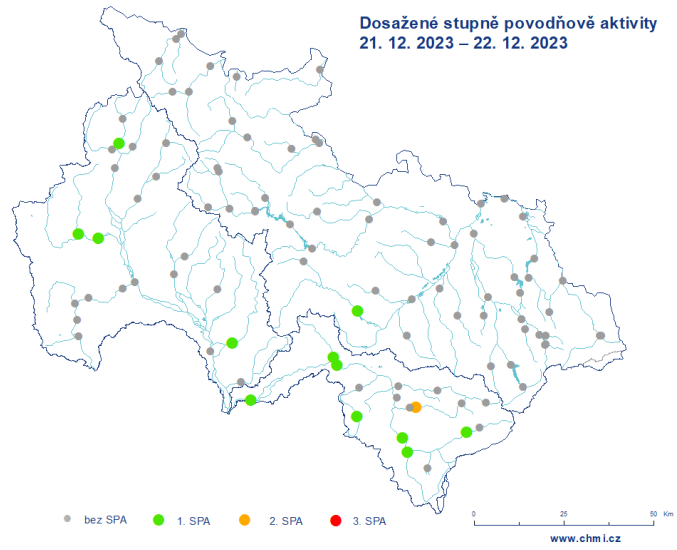 Dosažené stupně povodňově aktivity
21. 12. 2023 – 22. 12. 2023
bez SPA
1. SPA
2. SPA
3. SPA
0 25 50 Km
www.chmi.cz